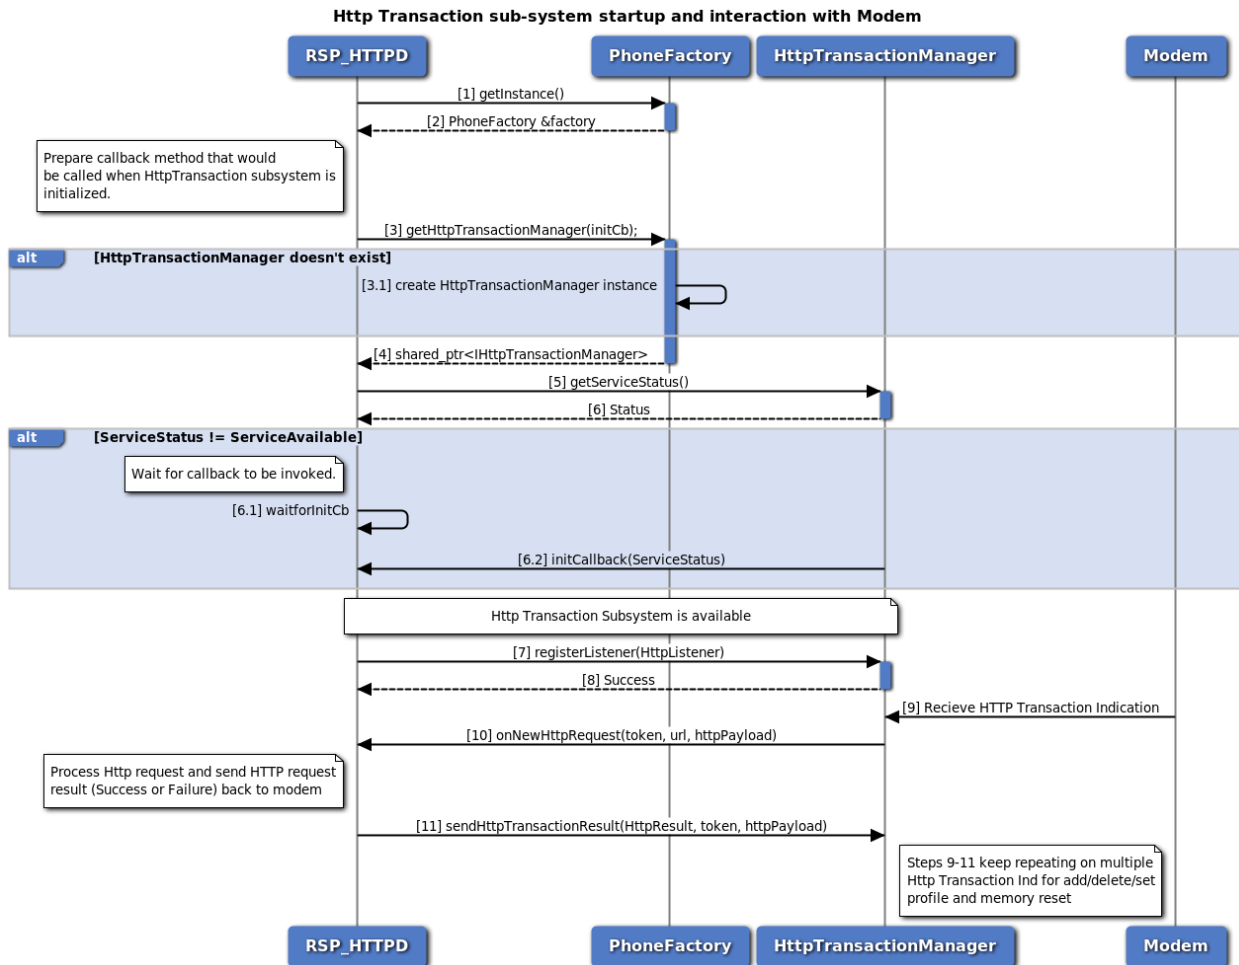 Http Transaction sub-system startup and interaction with Modem
RSP_HTTPD
PhoneFactory
HttpTransactionManager
Modem
[1] getInstance()
[2] PhoneFactory &factory
Prepare callback method that would
be called when HttpTransaction subsystem is
initialized.
[3] getHttpTransactionManager(initCb);
alt
[HttpTransactionManager doesn't exist]
[3.1] create HttpTransactionManager instance
[4] shared_ptr<IHttpTransactionManager>
[5] getServiceStatus()
[6] Status
alt
[ServiceStatus != ServiceAvailable]
Wait for callback to be invoked.
[6.1] waitforInitCb
[6.2] initCallback(ServiceStatus)
Http Transaction Subsystem is available
[7] registerListener(HttpListener)
[8] Success
[9] Recieve HTTP Transaction Indication
[10] onNewHttpRequest(token, url, httpPayload)
Process Http request and send HTTP request
result (Success or Failure) back to modem
[11] sendHttpTransactionResult(HttpResult, token, httpPayload)
Steps 9-11 keep repeating on multiple
Http Transaction Ind for add/delete/set
profile and memory reset
RSP_HTTPD
PhoneFactory
HttpTransactionManager
Modem